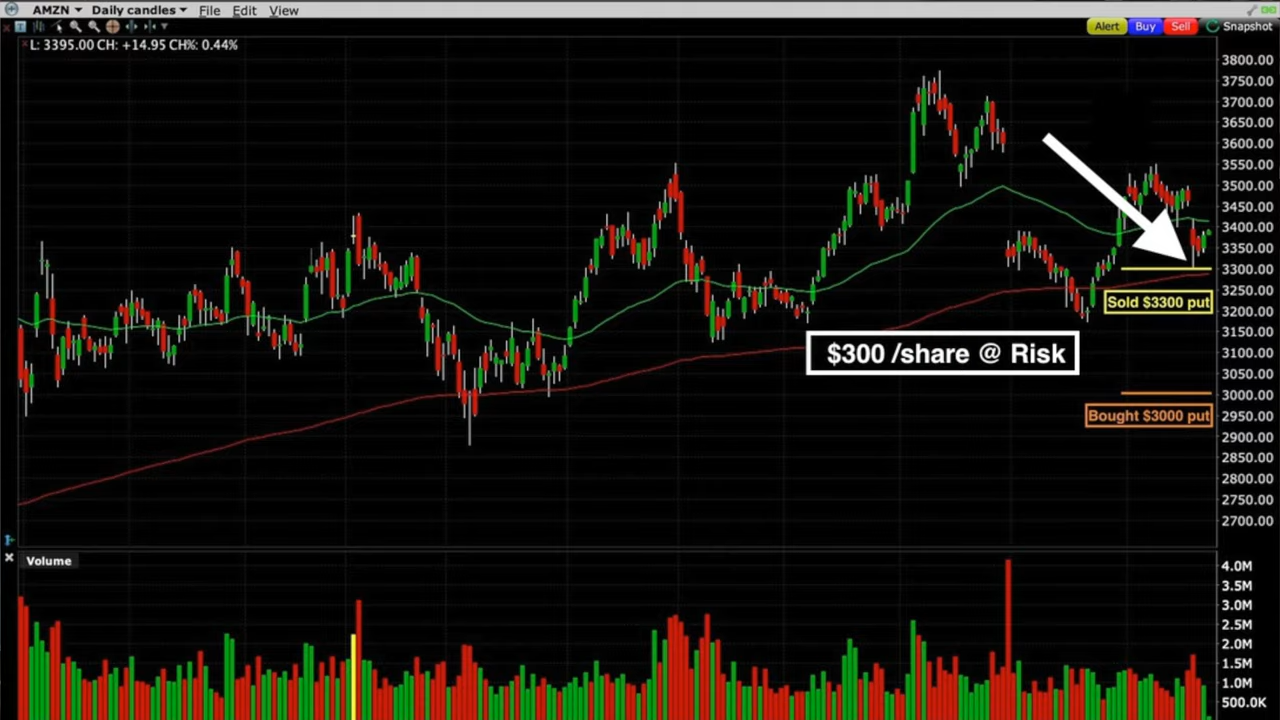 AMZN Daily candles File Edit View
Alert Buy Sell Snapshot
L: 3395.00 CH: +14.95 CH%: 0.44%
3800.00
3750.00
3700.00
3650.00
3600.00
3550.00
3500.00
3450.00
3400.00
3350.00
3300.00
3250.00
Sold $3300 put
3200.00
3150.00
$300 /share @ Risk
3100.00
3050.00
3000.00
Bought $3000 put
2950.00
2900.00
2850.00
2800.00
2750.00
2700.00
Volume
4.0M
3.5M
3.0M
2.5M
2.0M
1.5M
1.0M
500.0K